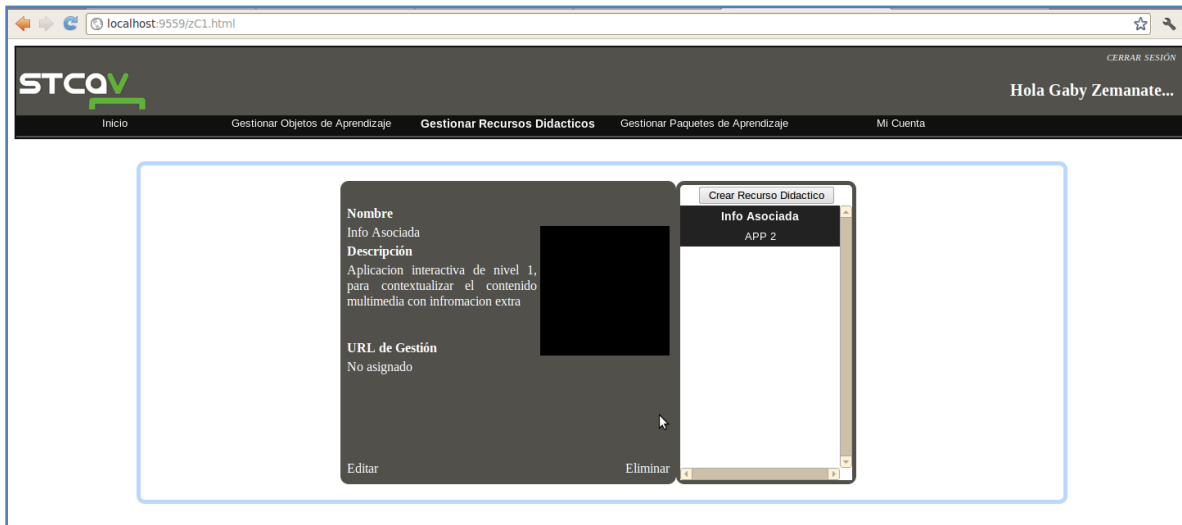 localhost:9559/zC1.html
CERRAR SESIÓN
STCAV
Hola Gaby Zemanate...
Inicio Gestionar Objetos de Aprendizaje Gestionar Recursos Didacticos Gestionar Paquetes de Aprendizaje Mi Cuenta
Nombre
Info Asociada
Descripción
Aplicacion interactiva de nivel 1,
para contextualizar el contenido
multimedia con infromacion extra
URL de Gestión
No asignado
Editar
Eliminar
Crear Recurso Didactico
Info Asociada
APP 2